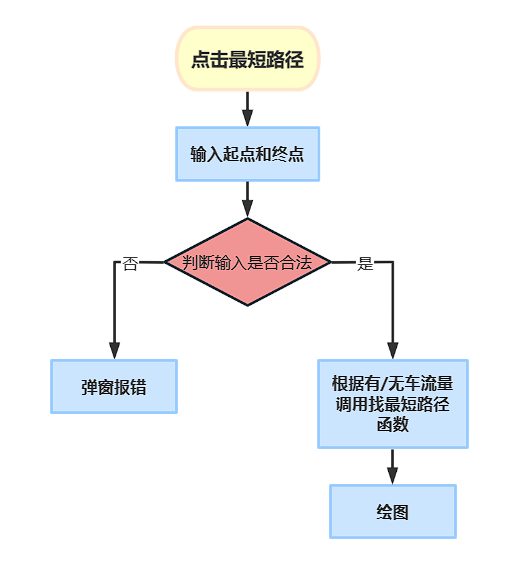 点击最短路径
输入起点和终点
判断输入是否合法
否
是
弹窗报错
根据有/无车流量
调用找最短路径
函数
绘图